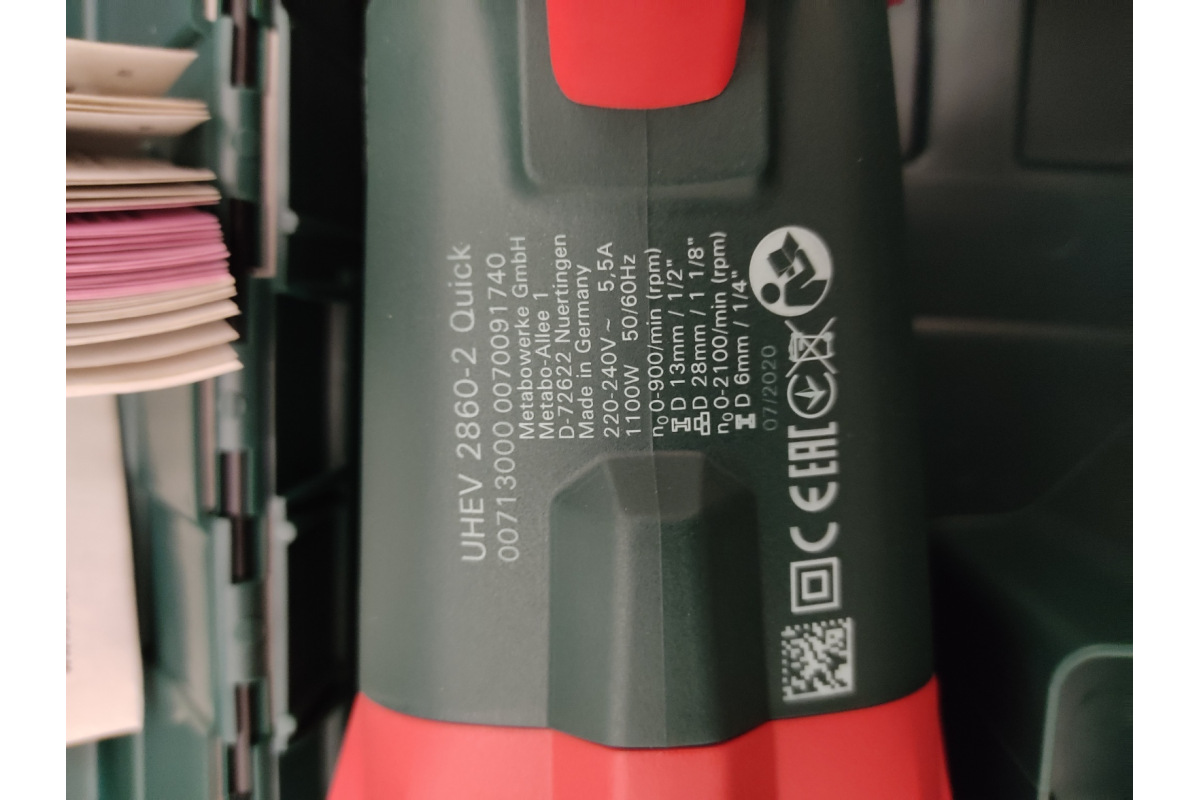 UHEV 2860-2 Quick
00713000 0070091740
Metabowerke GmbH
Metabo-Allee 1
D-72622 Nuertingen
Made in Germany
220-240V ~ 5,5A
1100W 50/60Hz
n0 0-900/min (rpm)
D 13mm / 1/2"
D 28mm / 1 1/8"
n0 0-2100/min (rpm)
D 6mm / 1/4"
07/2020
CE EAC